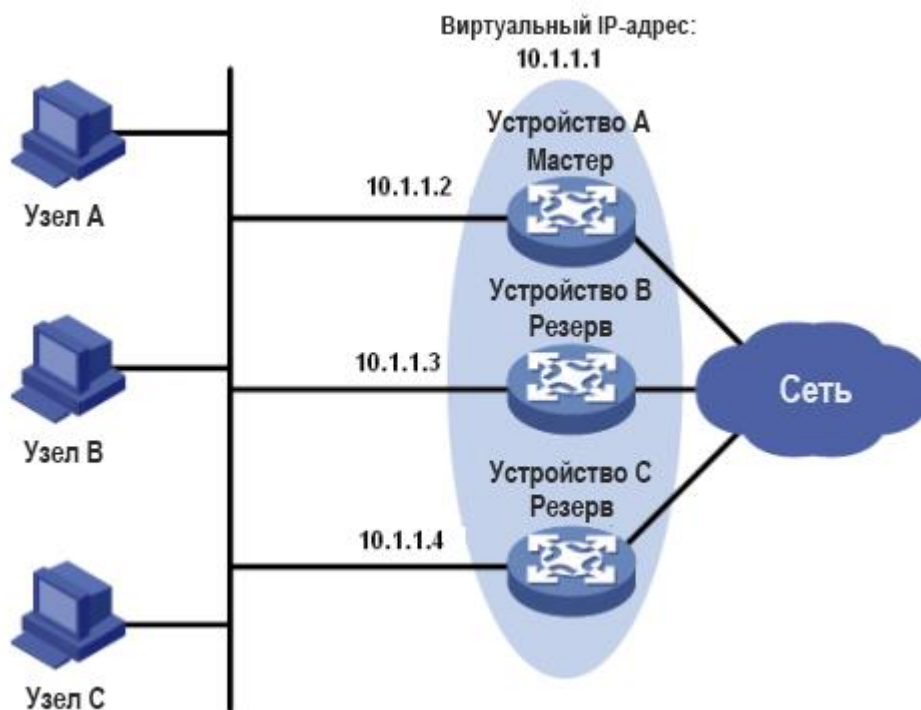 Виртуальный IP-адрес:
10.1.1.1
Устройство A
Мастер
10.1.1.2
Узел A
Устройство B
Резерв
10.1.1.3
Сеть
Узел B
Устройство C
Резерв
10.1.1.4
Узел C